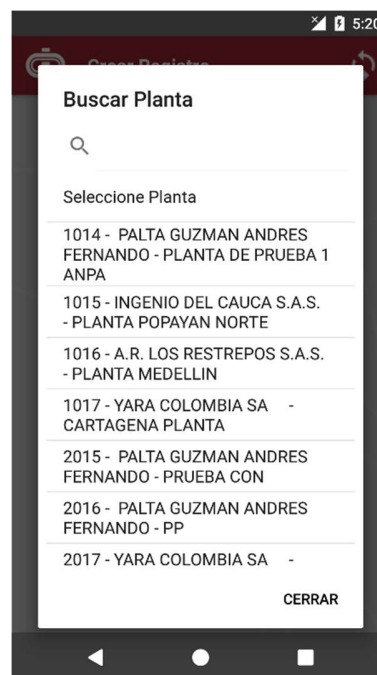 5:20
Crear Registro
Buscar Planta
Seleccione Planta
1014 -  PALTA GUZMAN ANDRES
FERNANDO - PLANTA DE PRUEBA 1
ANPA
1015 - INGENIO DEL CAUCA S.A.S.
- PLANTA POPAYAN NORTE
1016 - A.R. LOS RESTREPOS S.A.S.
- PLANTA MEDELLIN
1017 - YARA COLOMBIA SA    -
CARTAGENA PLANTA
2015 -  PALTA GUZMAN ANDRES
FERNANDO - PRUEBA CON
2016 -  PALTA GUZMAN ANDRES
FERNANDO - PP
2017 - YARA COLOMBIA SA    -
CERRAR